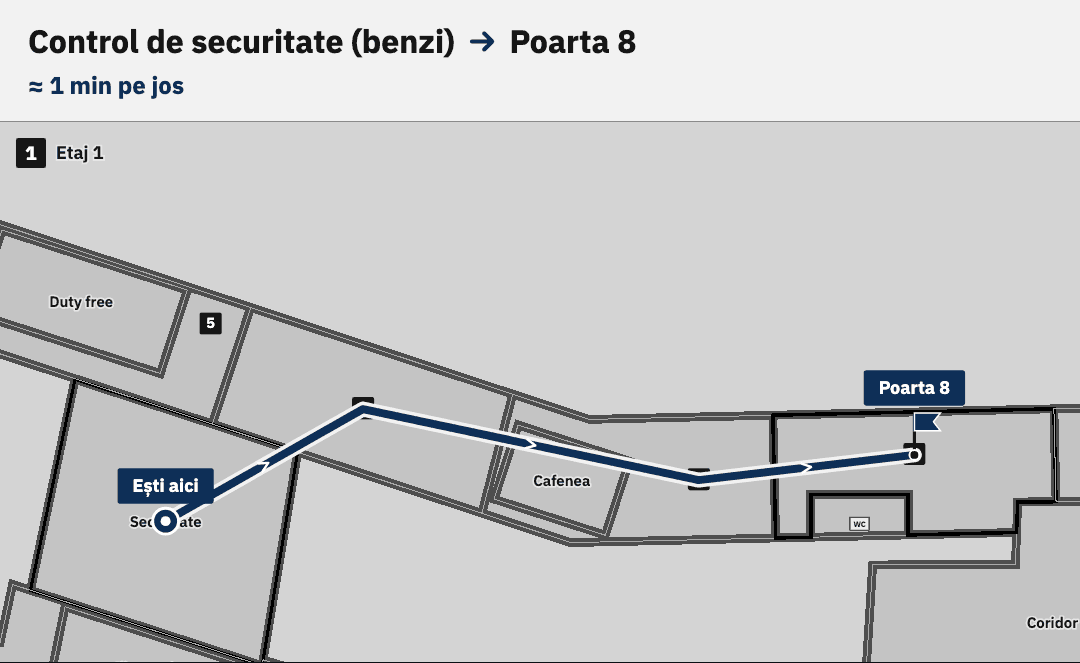 Control de securitate (benzi) → Poarta 8
≈ 1 min pe jos
1 Etaj 1
Duty free
5
Poarta 8
Ești aici
Cafenea
WC
Coridor